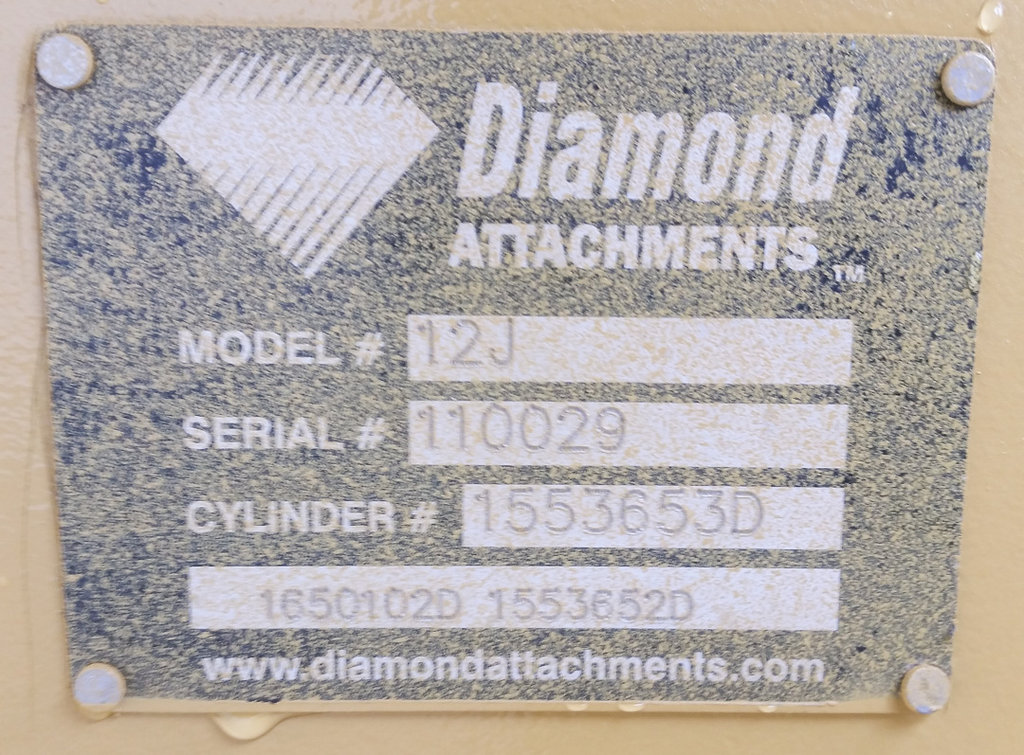 Diamond
ATTACHMENTS ™
MODEL # 12J
SERIAL # 110029
CYLINDER # 1553653D
1650102D 1553652D
www.diamondattachments.com